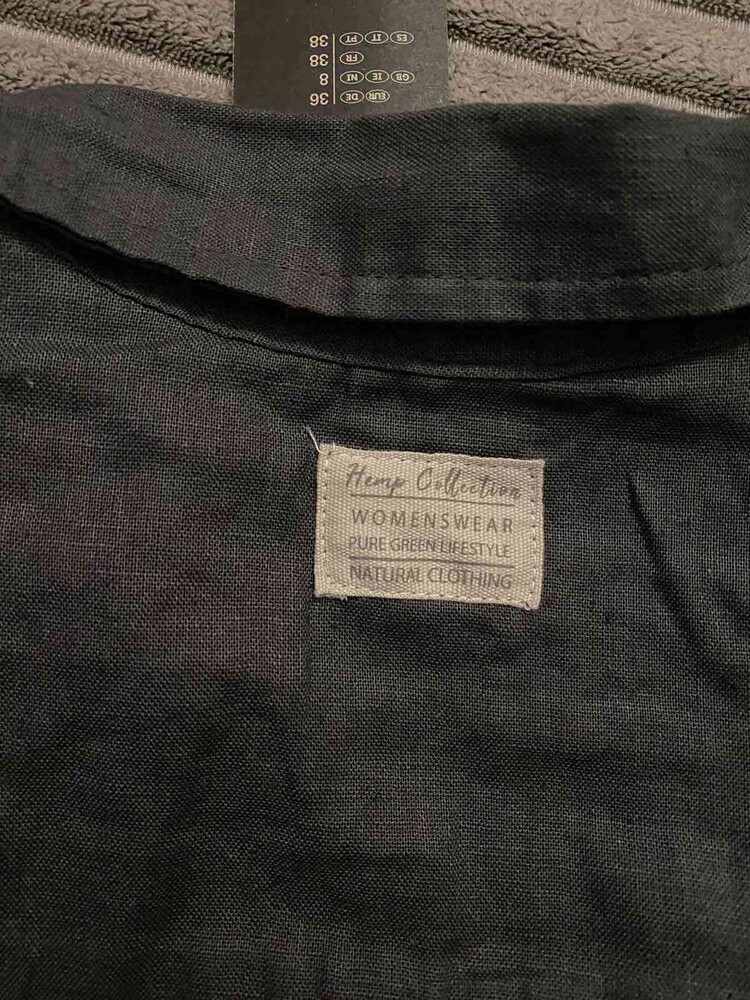 ES IT PT 38
FR 38
GB IE NI 8
EUR DE 36
Hemp Collection
WOMENSWEAR
PURE GREEN LIFESTYLE
NATURAL CLOTHING